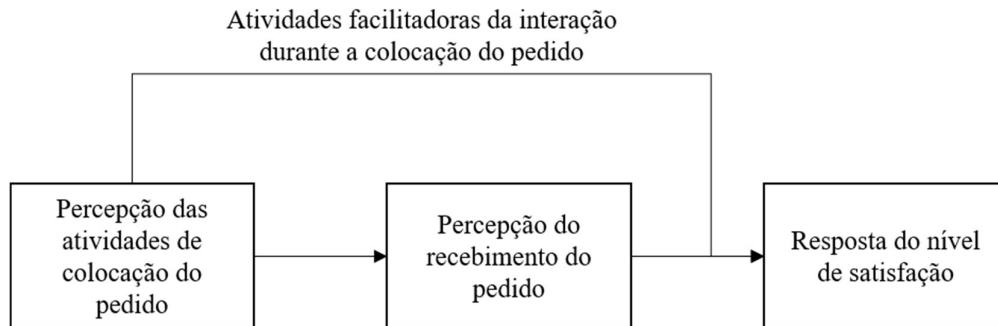 Atividades facilitadoras da interação
durante a colocação do pedido
Percepção das
atividades de
colocação do
pedido
Percepção do
recebimento do
pedido
Resposta do nível
de satisfação